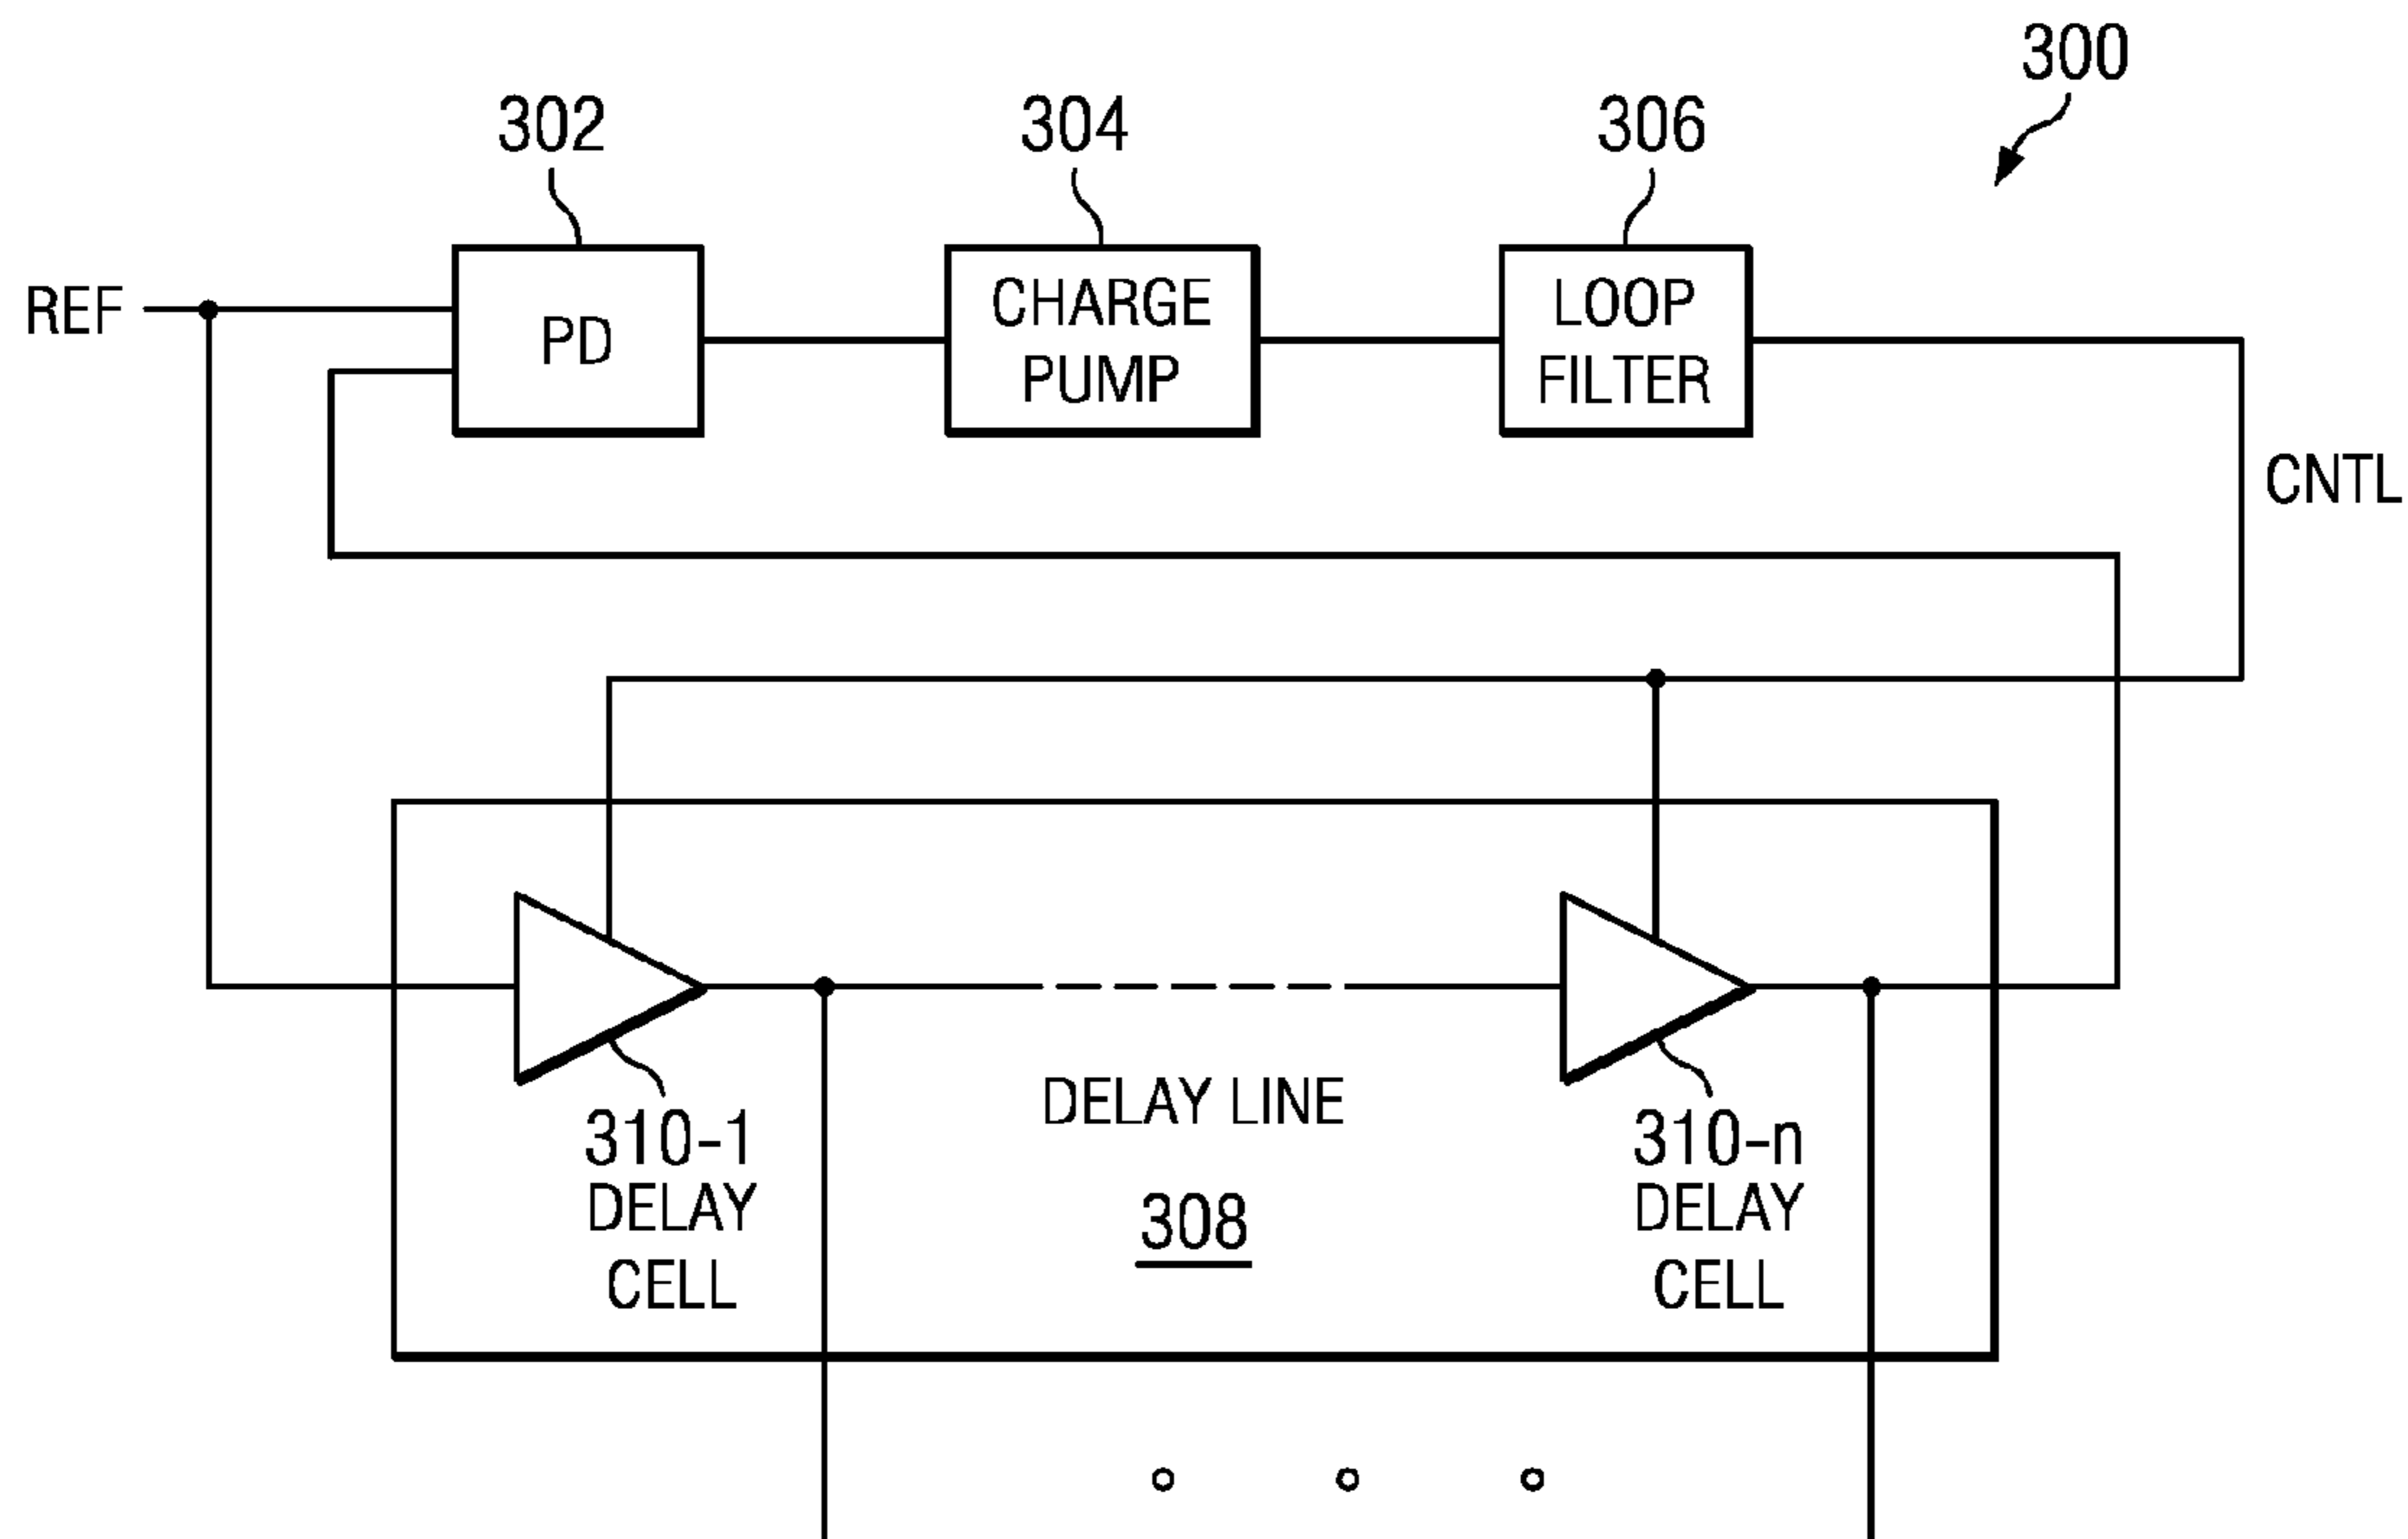 300
302
304
306
REF
PD
CHARGE
PUMP
LOOP
FILTER
CNTL
310-1
DELAY
CELL
DELAY LINE
308
310-n
DELAY
CELL